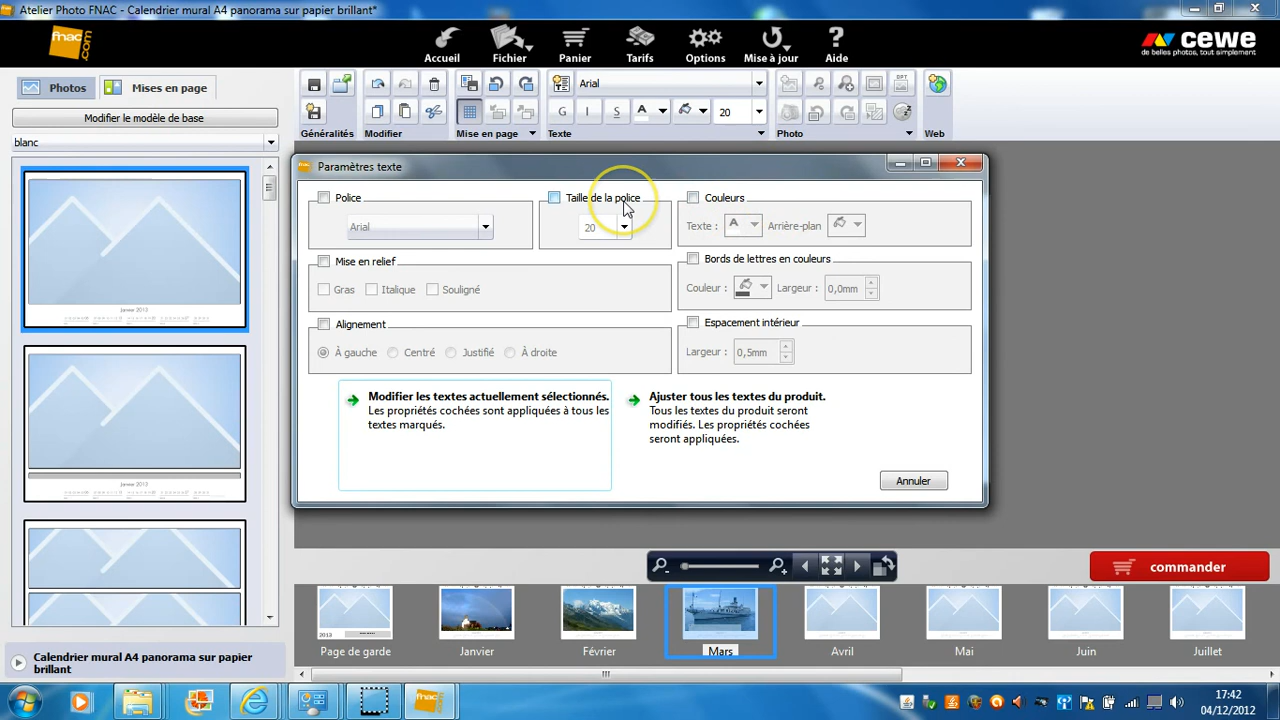 Atelier Photo FNAC - Calendrier mural A4 panorama sur papier brillant*
fnac.com
Accueil
Fichier
Panier
Tarifs
Options
Mise à jour
Aide
cewe
de belles photos, tout simplement
Photos
Mises en page
Modifier le modèle de base
blanc
Arial
G I S A 20
Généralités
Modifier
Mise en page
Texte
Photo
Web
OPT
Paramètres texte
Police
Arial
Taille de la police
20
Couleurs
Texte : A Arrière-plan
Mise en relief
Gras Italique Souligné
Bords de lettres en couleurs
Couleur : Largeur : 0,0mm
Alignement
À gauche Centré Justifié À droite
Espacement intérieur
Largeur : 0,5mm
Modifier les textes actuellement sélectionnés.
Les propriétés cochées sont appliquées à tous les
textes marqués.
Ajuster tous les textes du produit.
Tous les textes du produit seront
modifiés. Les propriétés cochées
seront appliquées.
Annuler
Janvier 2013
Janvier 2013
commander
2013
Page de garde
Janvier
Février
Mars
Avril
Mai
Juin
Juillet
Calendrier mural A4 panorama sur papier
brillant
17:42
04/12/2012